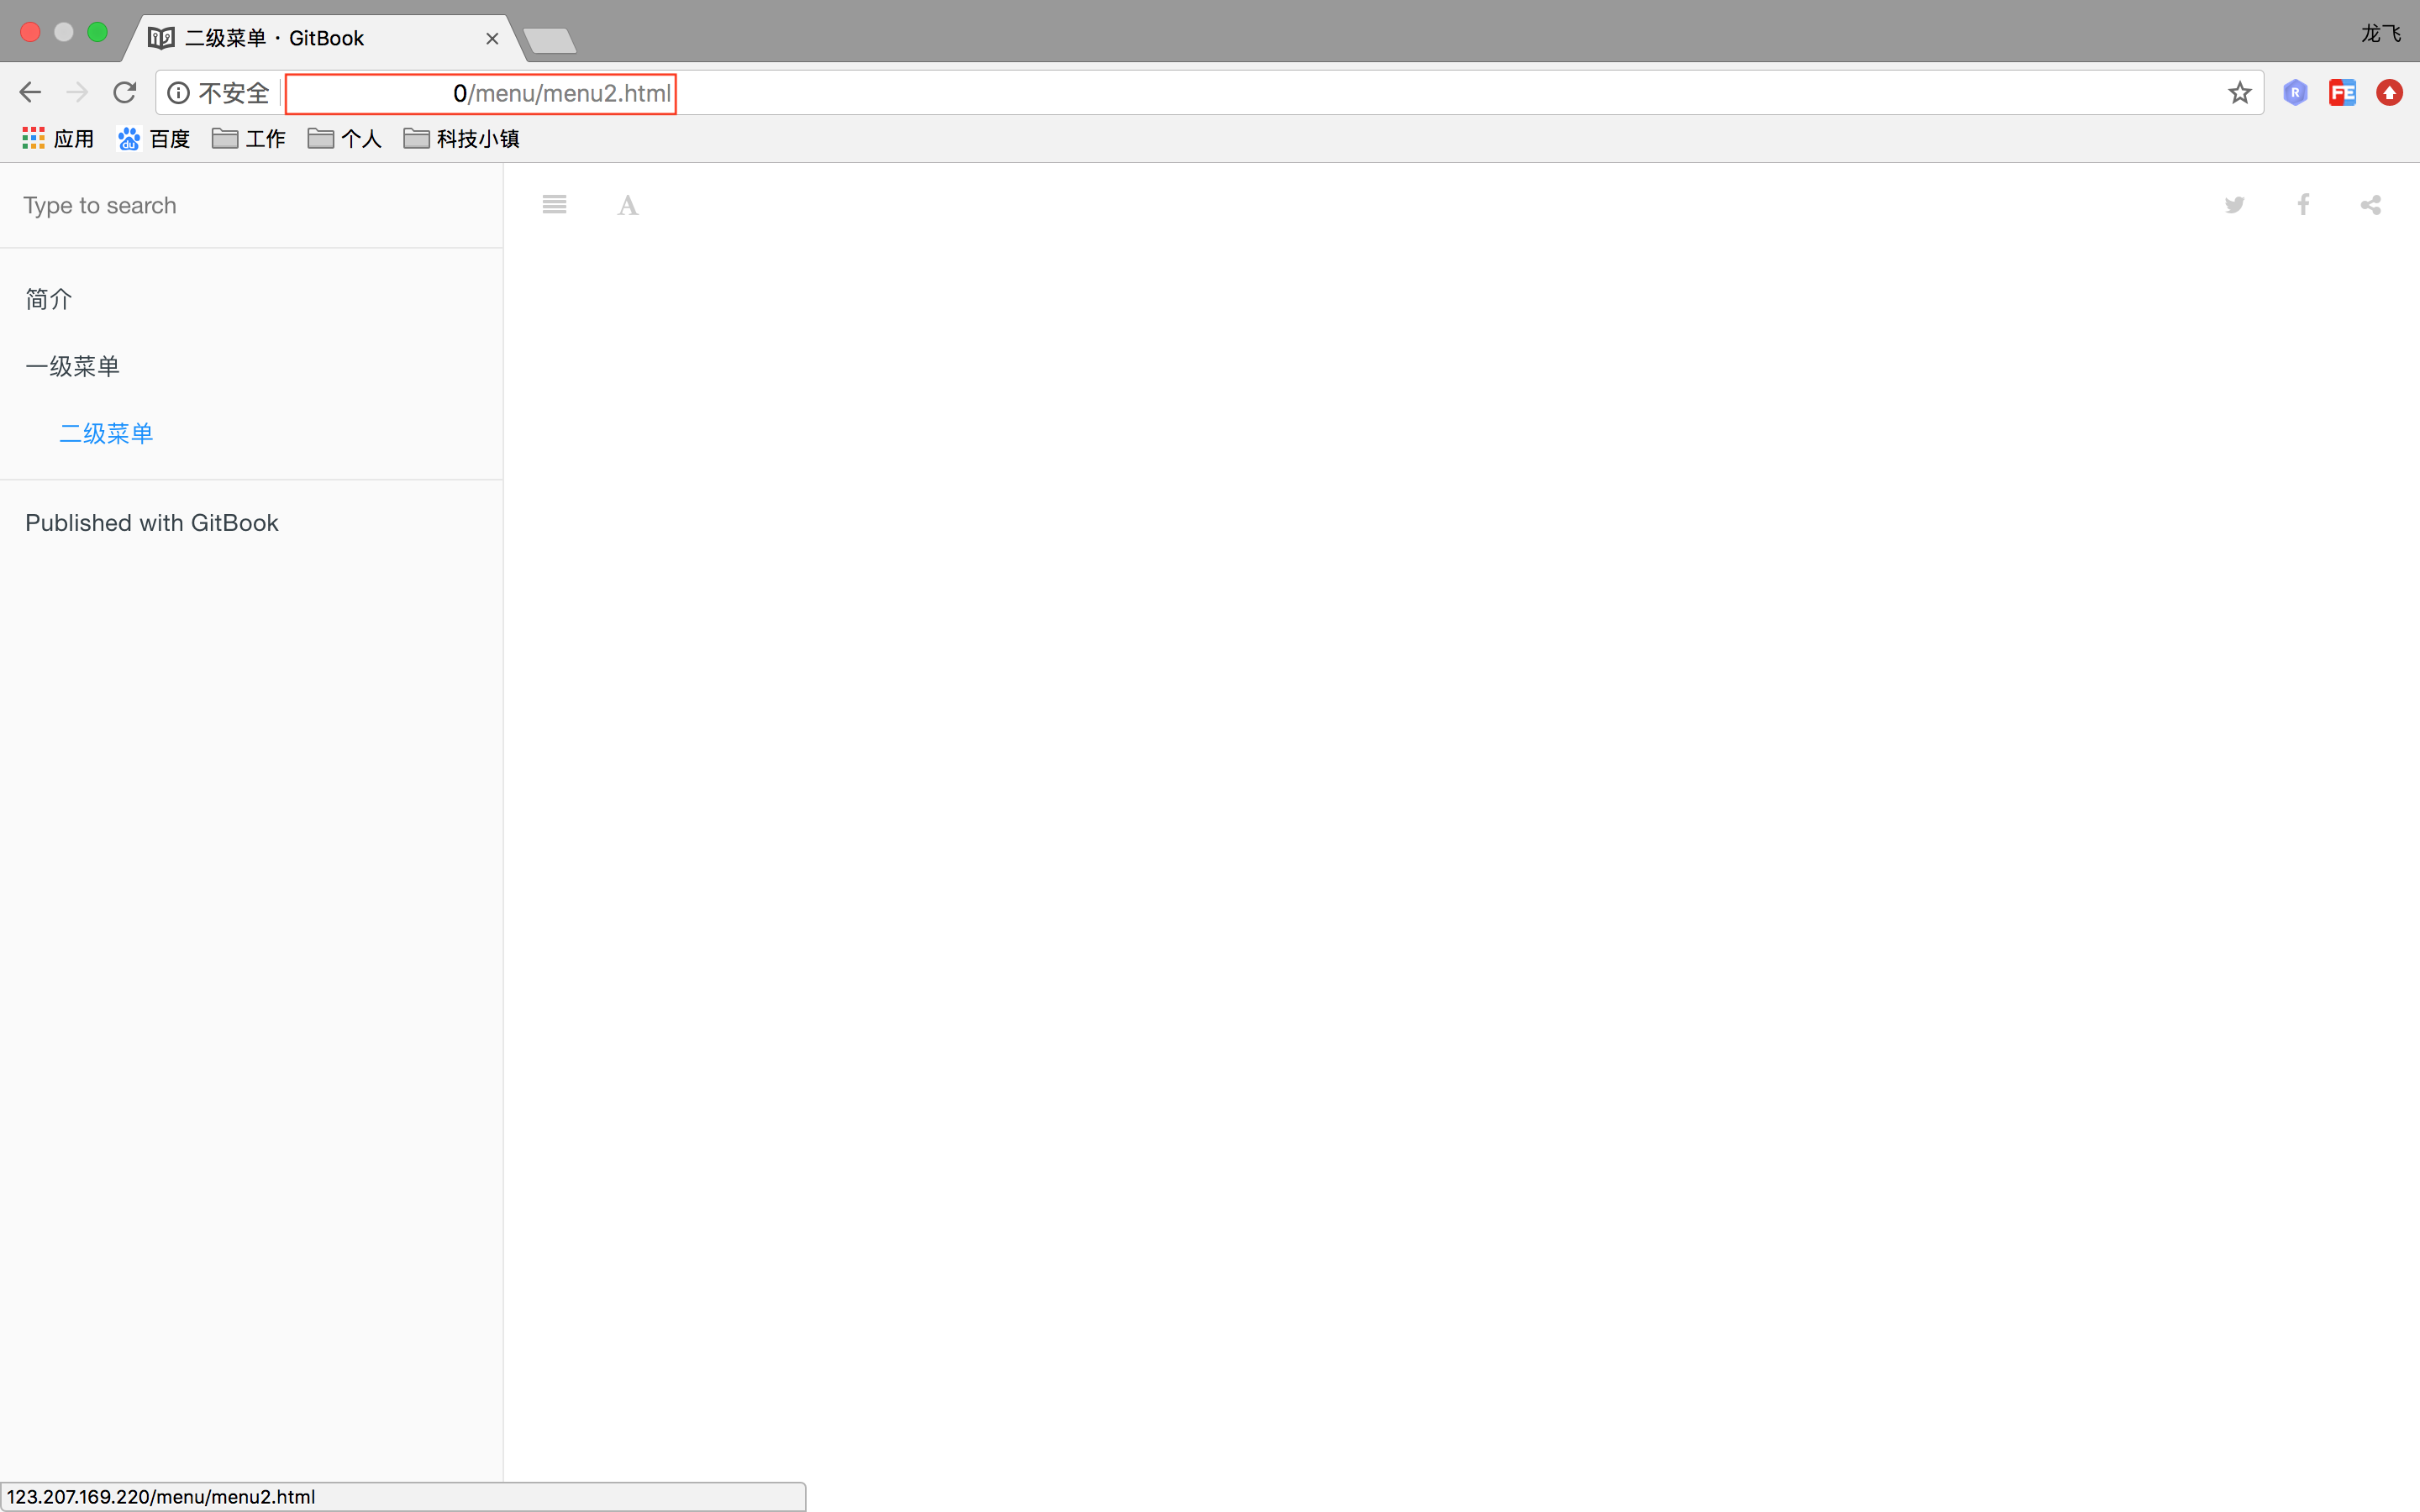 二级菜单 · GitBook
龙飞
不安全 0/menu/menu2.html
R
FE
应用 百度 工作 个人 科技小镇
du
Type to search
A
简介
一级菜单
二级菜单
Published with GitBook
123.207.169.220/menu/menu2.html